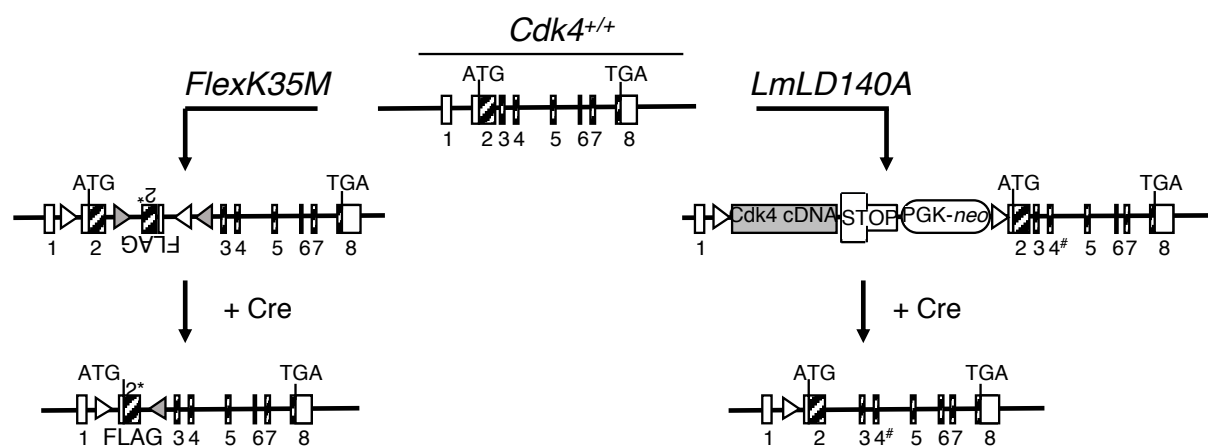 Cdk4+/+
FlexK35M
LmLD140A
ATG TGA
1 2 3 4 5 6 7 8
ATG 2* TGA
1 2 FLAG 3 4 5 6 7 8
ATG TGA
Cdk4 cDNA STOP PGK-neo
1 2 3 4# 5 6 7 8
+ Cre
+ Cre
ATG 2* TGA
1 FLAG 3 4 5 6 7 8
ATG TGA
1 2 3 4# 5 6 7 8